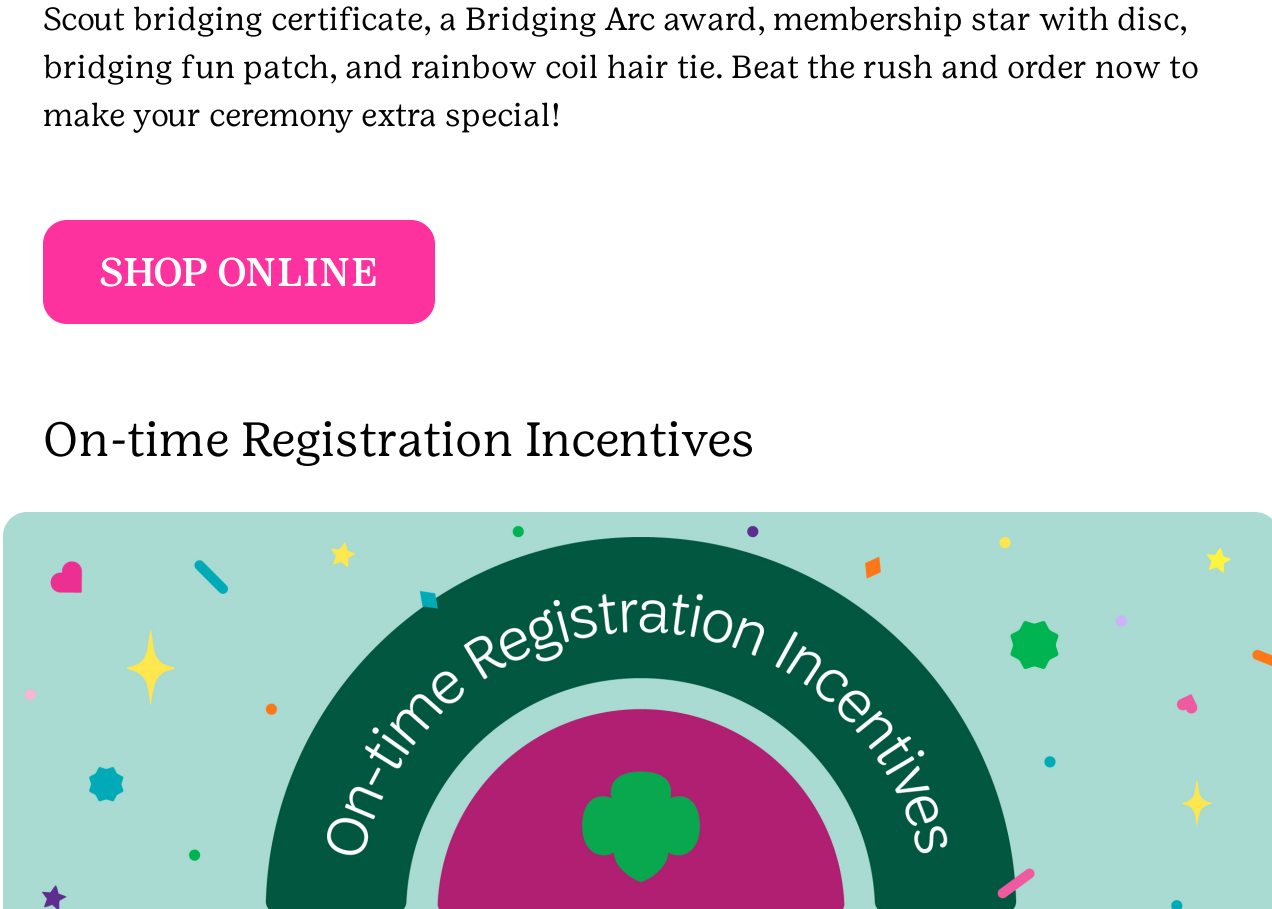 Scout bridging certificate, a Bridging Arc award, membership star with disc,
bridging fun patch, and rainbow coil hair tie. Beat the rush and order now to
make your ceremony extra special!
SHOP ONLINE
On-time Registration Incentives
On-time Registration Incentives